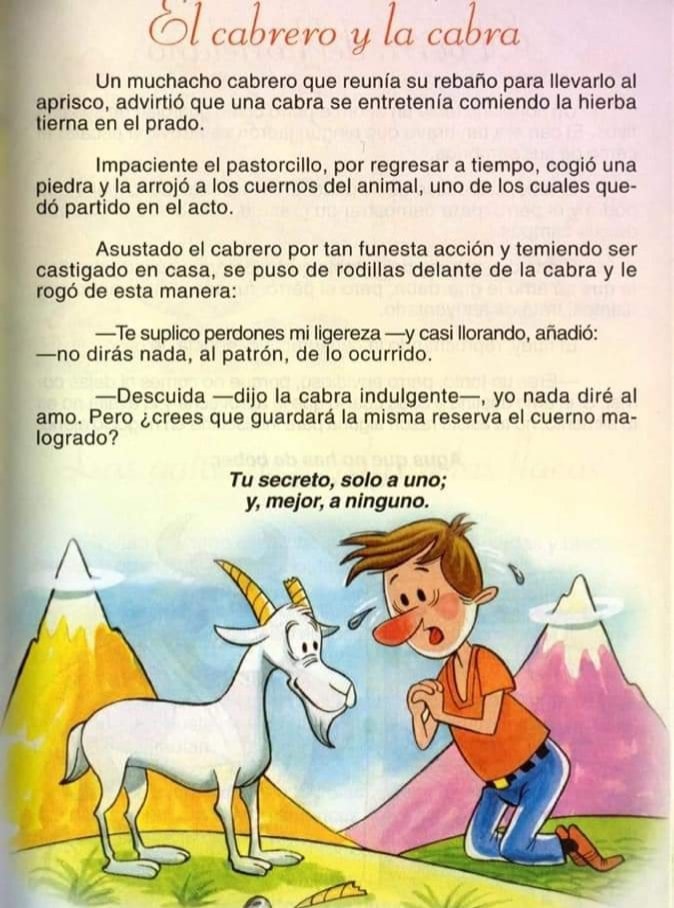 El cabrero y la cabra
Un muchacho cabrero que reunía su rebaño para llevarlo al
aprisco, advirtió que una cabra se entretenía comiendo la hierba
tierna en el prado.
Impaciente el pastorcillo, por regresar a tiempo, cogió una
piedra y la arrojó a los cuernos del animal, uno de los cuales que-
dó partido en el acto.
Asustado el cabrero por tan funesta acción y temiendo ser
castigado en casa, se puso de rodillas delante de la cabra y le
rogó de esta manera:
—Te suplico perdones mi ligereza —y casi llorando, añadió:
—no dirás nada, al patrón, de lo ocurrido.
—Descuida —dijo la cabra indulgente—, yo nada diré al
amo. Pero ¿crees que guardará la misma reserva el cuerno ma-
logrado?
Tu secreto, solo a uno;
y, mejor, a ninguno.